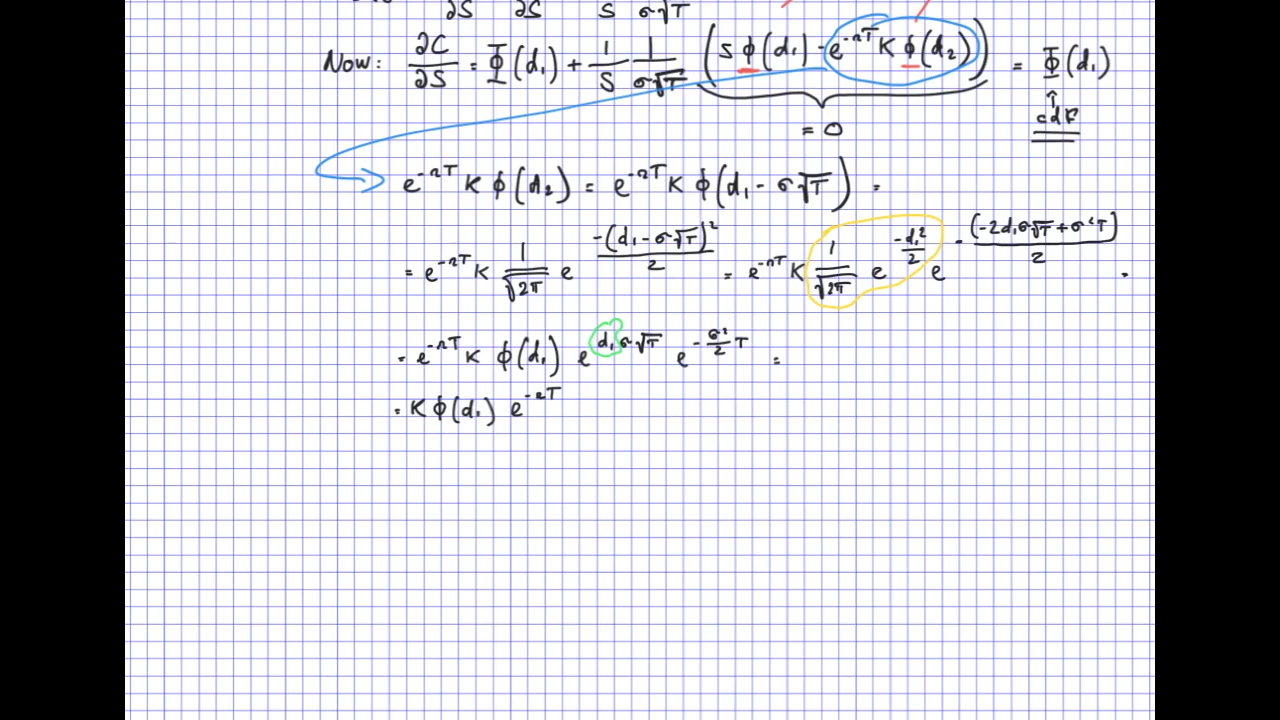 ∂S ∂S S σ√T
Now: ∂C/∂S = Φ(d₁) + 1/S 1/(σ√T) (S ϕ(d₁) - e^{-rT} K ϕ(d₂)) = Φ(d₁)
= 0
cdf
e^{-rT} K ϕ(d₂) = e^{-rT} K ϕ(d₁ - σ√T) =
= e^{-rT} K 1/√(2π) e^{-(d₁ - σ√T)²/2} = e^{-rT} K 1/√(2π) e^{-d₁²/2} e^{-(-2d₁σ√T + σ²T)/2} =
= e^{-rT} K ϕ(d₁) e^{d₁σ√T} e^{-σ²/2 T} =
= K ϕ(d₁) e^{-rT}